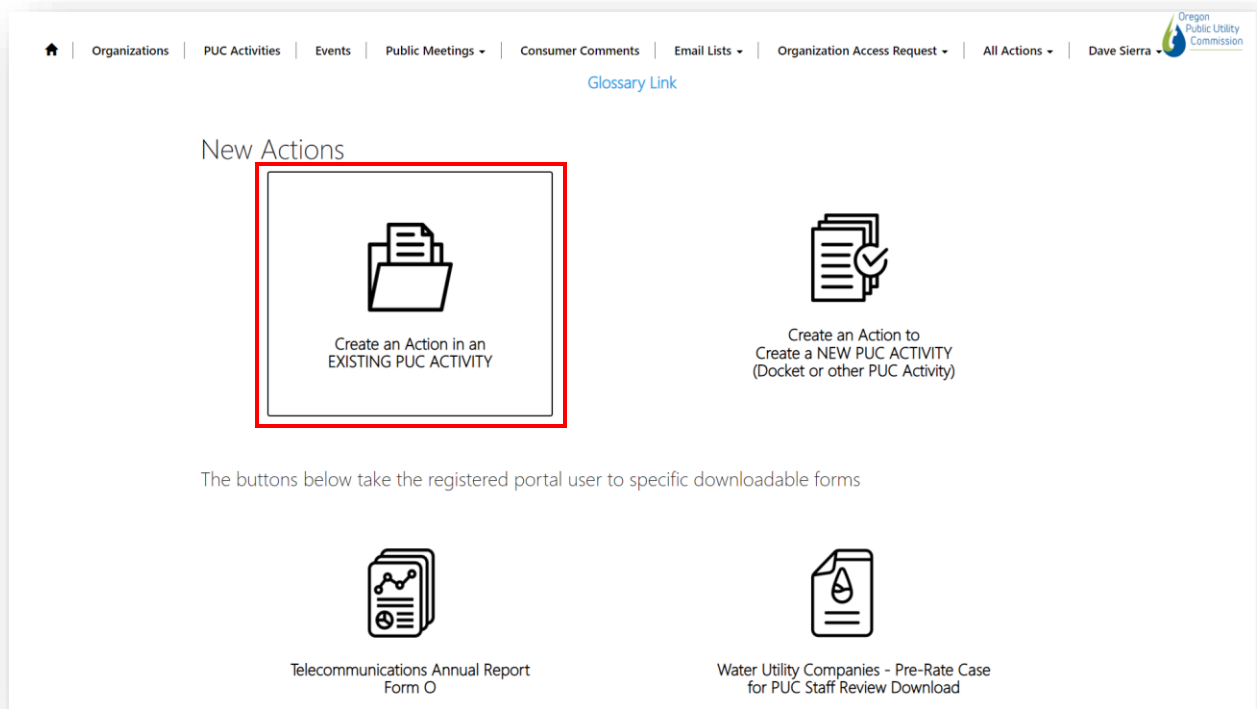 Oregon
Public Utility
Commission
Organizations PUC Activities Events Public Meetings Consumer Comments Email Lists Organization Access Request All Actions Dave Sierra
Glossary Link
New Actions
Create an Action in an
EXISTING PUC ACTIVITY
Create an Action to
Create a NEW PUC ACTIVITY
(Docket or other PUC Activity)
The buttons below take the registered portal user to specific downloadable forms
Telecommunications Annual Report
Form O
Water Utility Companies - Pre-Rate Case
for PUC Staff Review Download